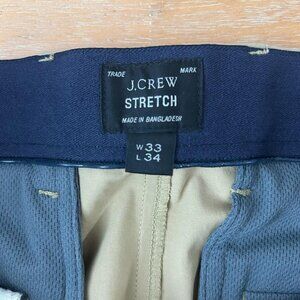 TRADE MARK
J.CREW
STRETCH
MADE IN BANGLADESH
W 33
L 34